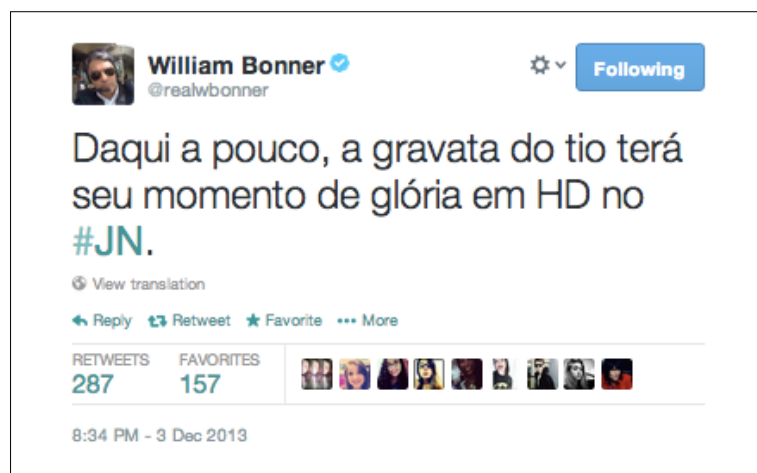 William Bonner
@realwbonner
Following
Daqui a pouco, a gravata do tio terá
seu momento de glória em HD no
#JN.
View translation
Reply Retweet Favorite ••• More
RETWEETS FAVORITES
287 157
8:34 PM - 3 Dec 2013